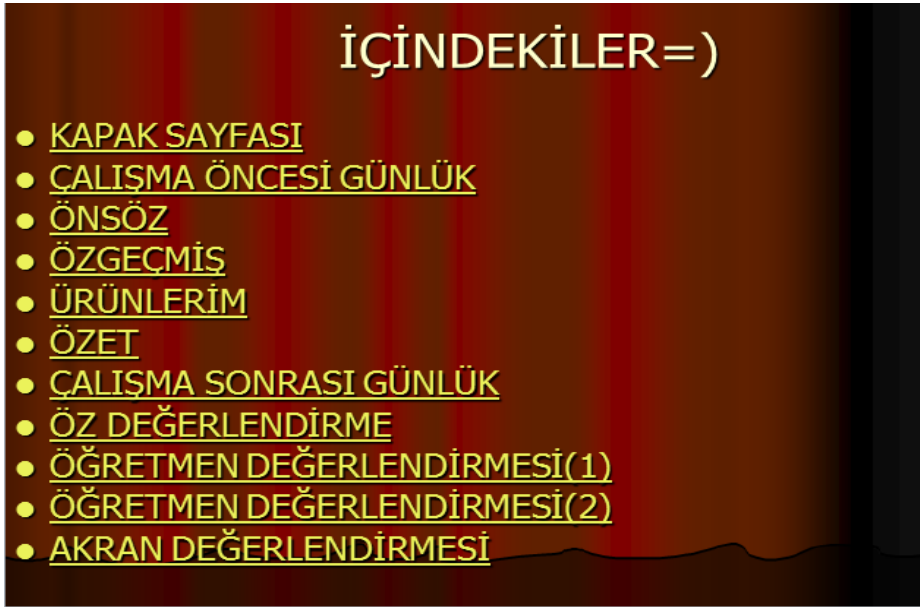 İÇİNDEKİLER=)
● KAPAK SAYFASI
● ÇALIŞMA ÖNCESİ GÜNLÜK
● ÖNSÖZ
● ÖZGEÇMİŞ
● ÜRÜNLERİM
● ÖZET
● ÇALIŞMA SONRASI GÜNLÜK
● ÖZ DEĞERLENDİRME
● ÖĞRETMEN DEĞERLENDİRMESİ(1)
● ÖĞRETMEN DEĞERLENDİRMESİ(2)
● AKRAN DEĞERLENDİRMESİ